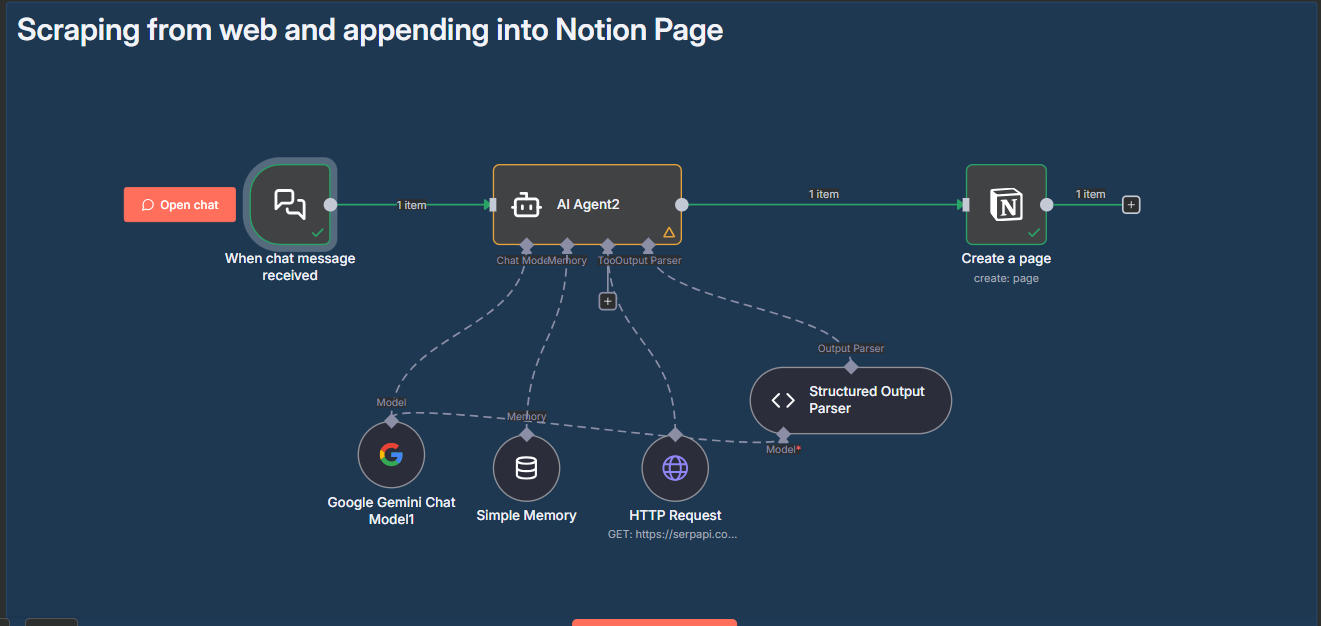 Scraping from web and appending into Notion Page
Open chat
1 item
AI Agent2
1 item
1 item
When chat message
received
Chat Mode
Memory
Too
Output Parser
Create a page
create: page
Output Parser
Structured Output
Parser
Model
Memory
Model*
Google Gemini Chat
Model1
Simple Memory
HTTP Request
GET: https://serpapi.co...